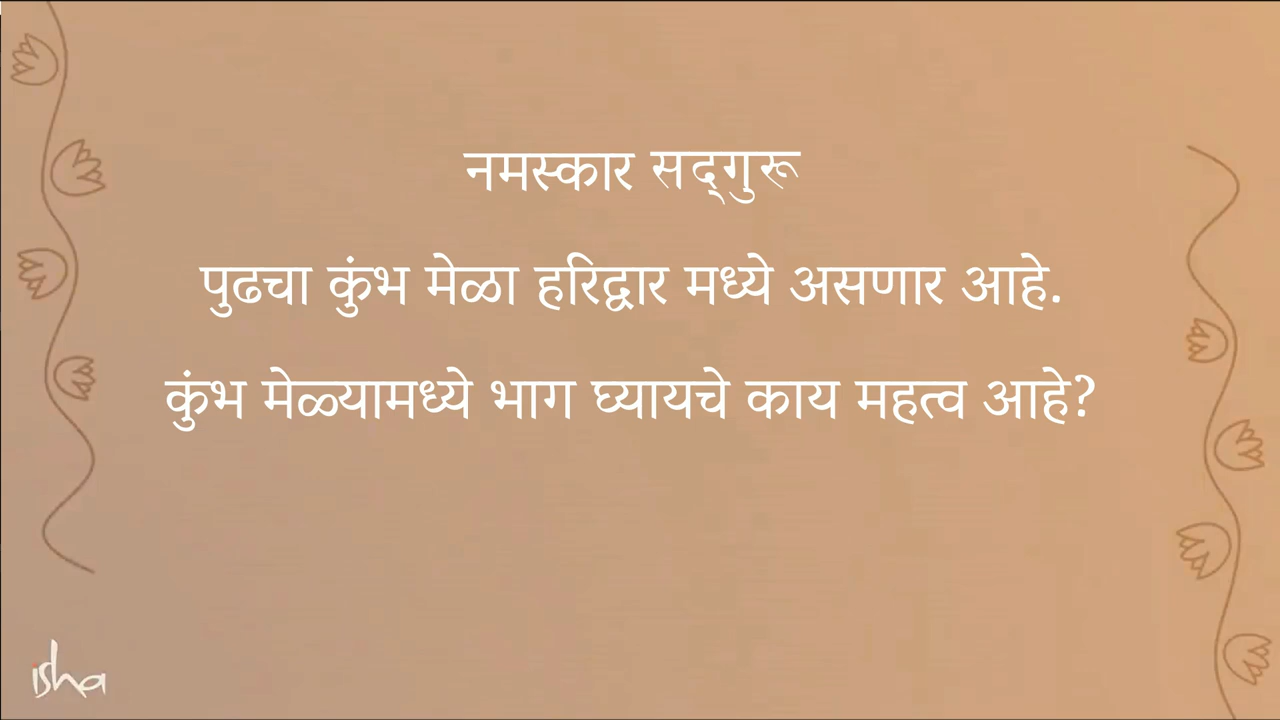 नमस्कार सद्‌गुरू
पुढचा कुंभ मेळा हरिद्वार मध्ये असणार आहे.
कुंभ मेळ्यामध्ये भाग घ्यायचे काय महत्व आहे?
isha